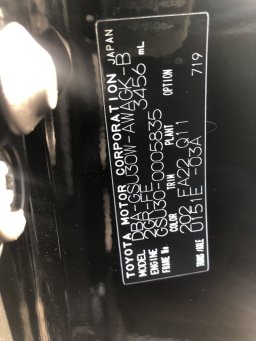 TOYOTA MOTOR CORPORATION JAPAN
MODEL DBA-GSU30W-AWAGK-B
ENGINE 2GR-FE 3456 mL
FRAME No. GSU30-0005835
COLOR TRIM PLANT OPTION
202 EA22 Q11 719
TRANS/AXLE U151E -03A